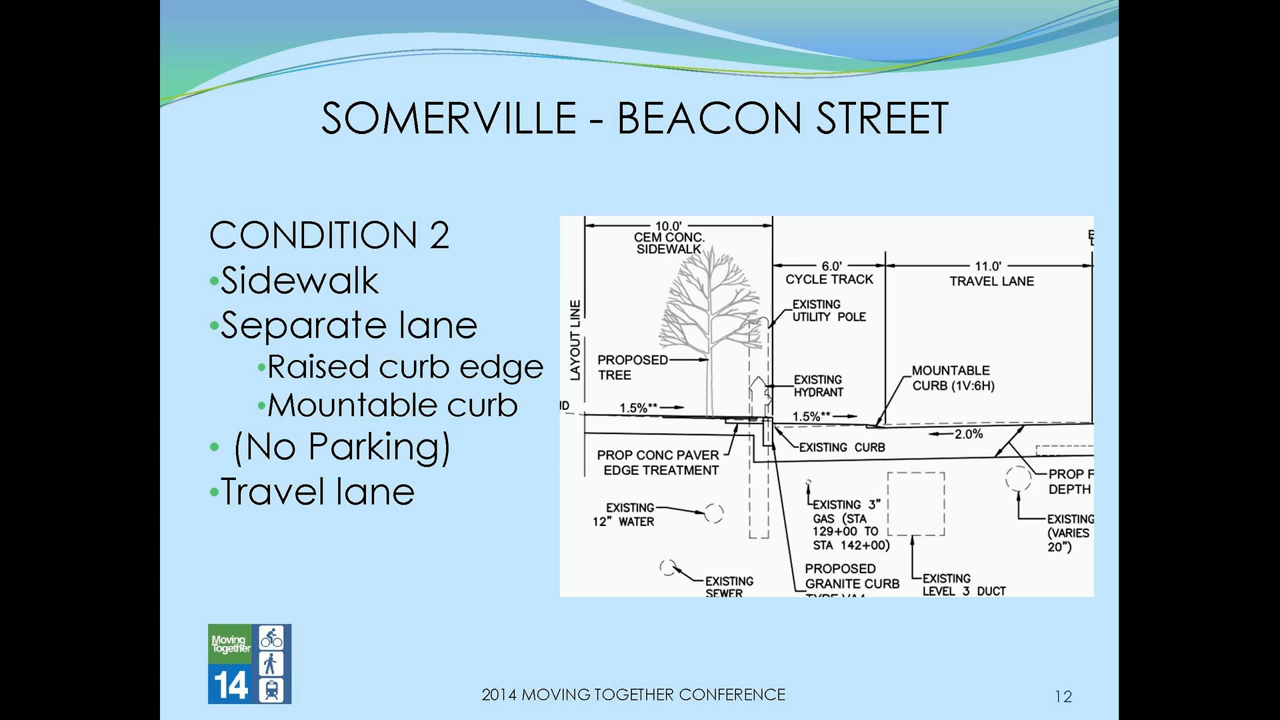 SOMERVILLE - BEACON STREET
CONDITION 2
•Sidewalk
•Separate lane
•Raised curb edge
•Mountable curb
• (No Parking)
•Travel lane
10.0'
CEM CONC.
SIDEWALK
6.0'
CYCLE TRACK
11.0'
TRAVEL LANE
LAYOUT LINE
EXISTING
UTILITY POLE
PROPOSED
TREE
EXISTING
HYDRANT
MOUNTABLE
CURB (1V:6H)
1.5%**
1.5%**
2.0%
EXISTING CURB
PROP CONC PAVER
EDGE TREATMENT
PROP F
DEPTH
EXISTING
12" WATER
EXISTING 3"
GAS (STA
129+00 TO
STA 142+00)
EXISTING
(VARIES
20")
PROPOSED
GRANITE CURB
TYPE VA4
EXISTING
SEWER
EXISTING
LEVEL 3 DUCT
Moving
Together
14
2014 MOVING TOGETHER CONFERENCE
12